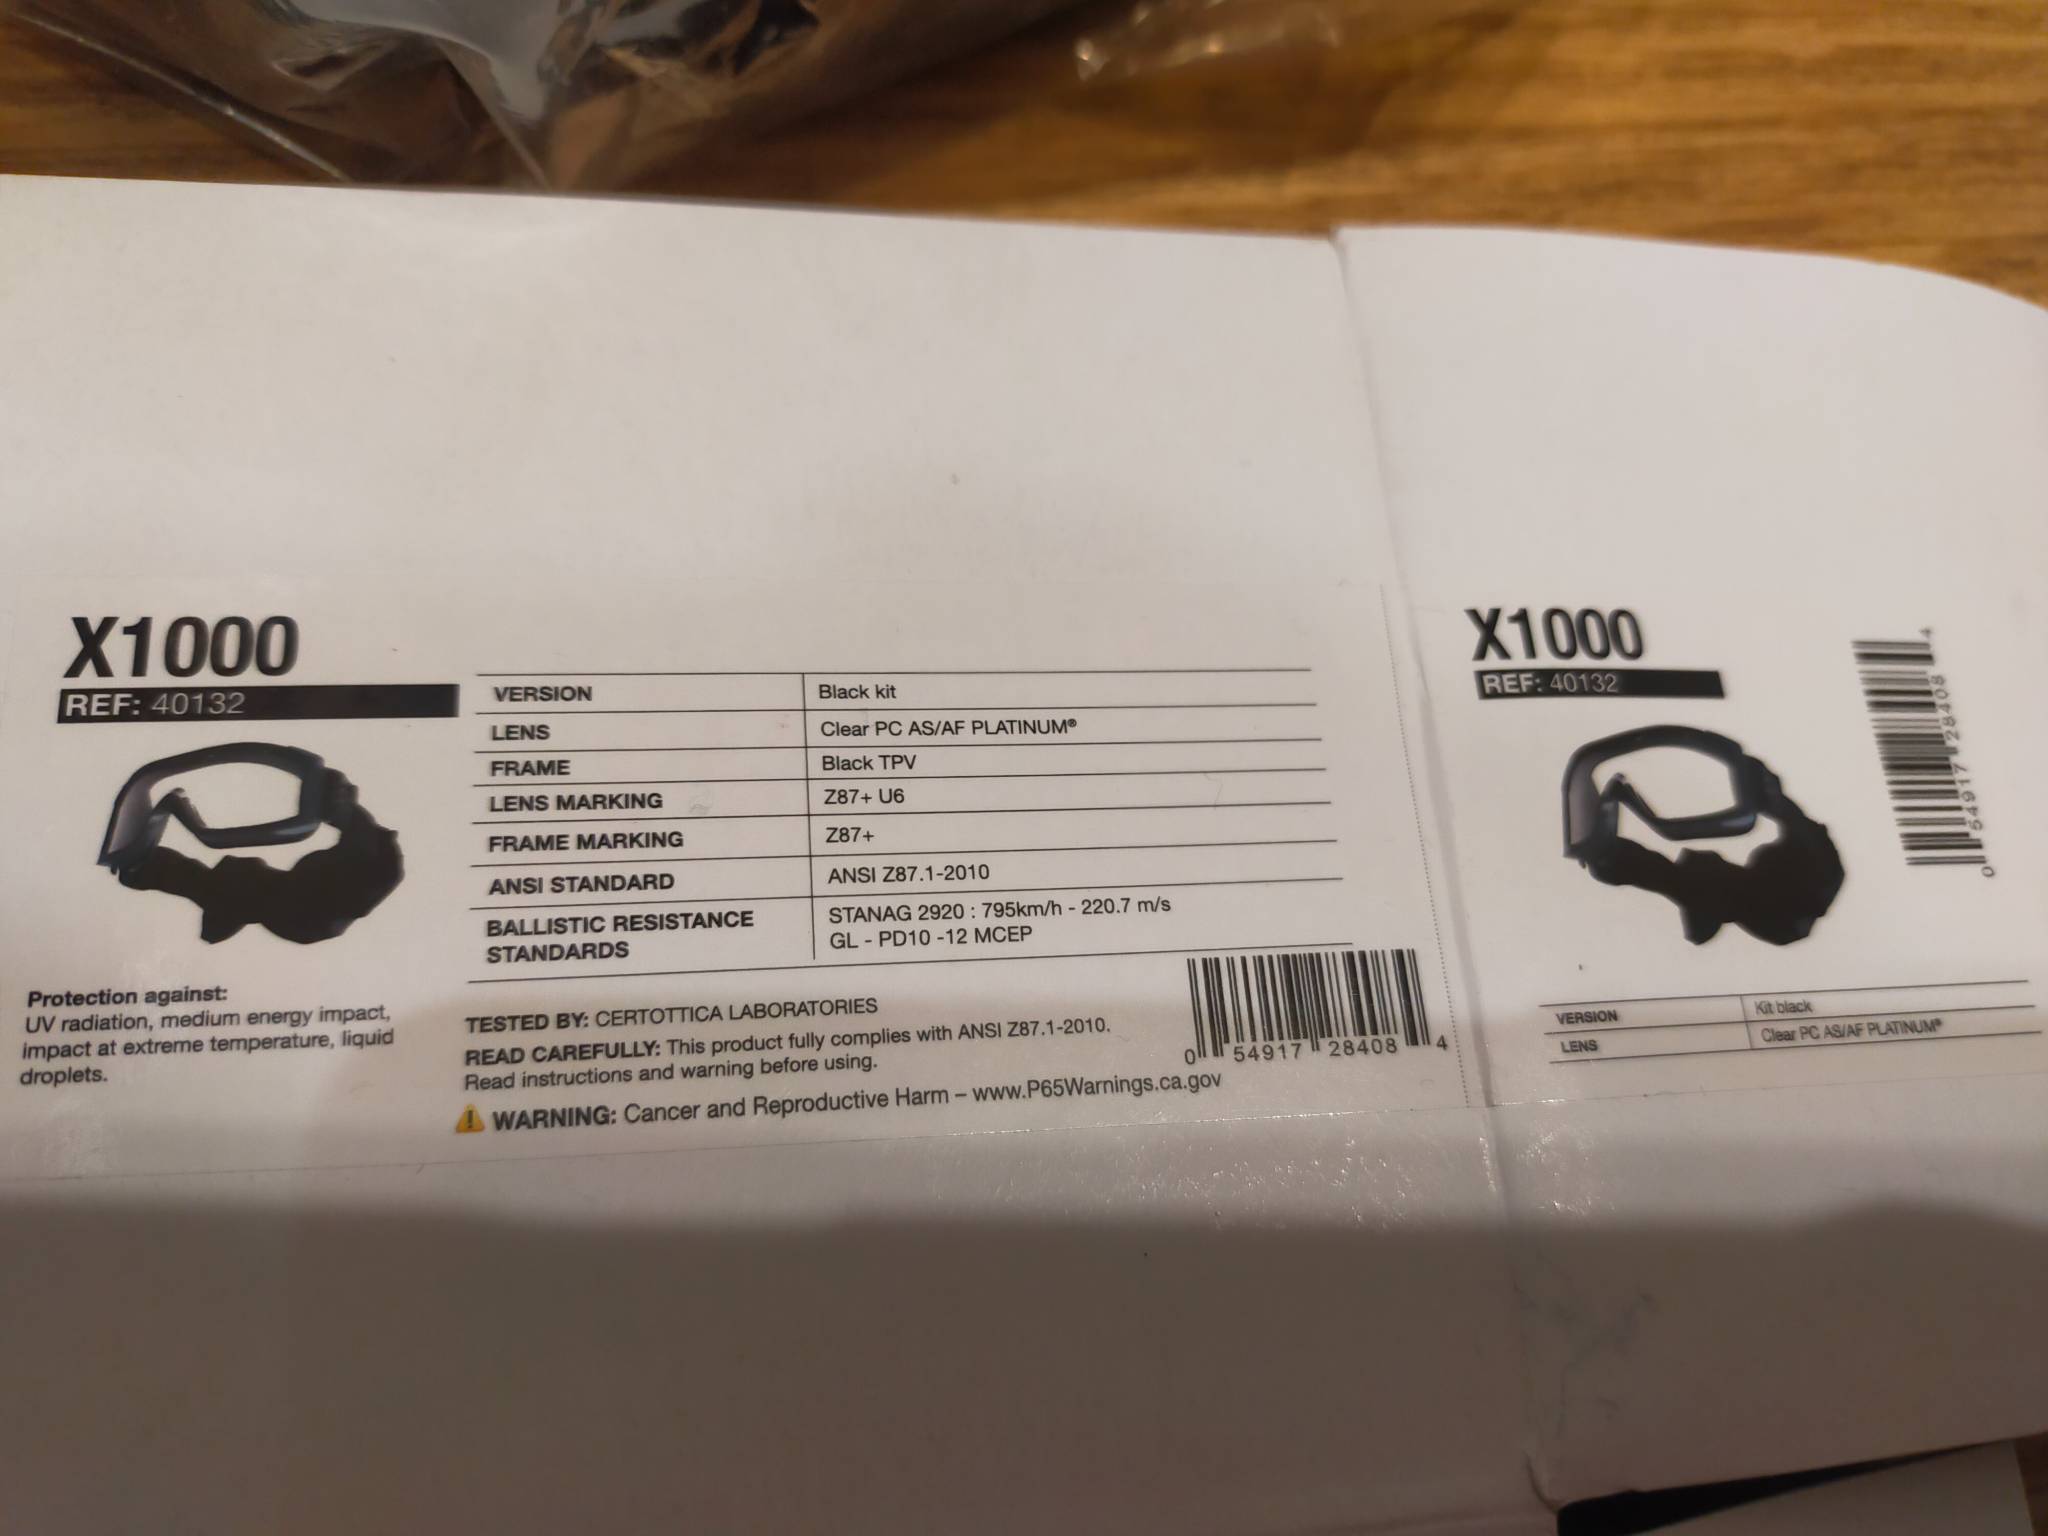 X1000
REF: 40132
VERSION Black kit
LENS Clear PC AS/AF PLATINUM®
FRAME Black TPV
LENS MARKING Z87+ U6
FRAME MARKING Z87+
ANSI STANDARD ANSI Z87.1-2010
BALLISTIC RESISTANCE STANAG 2920 : 795km/h - 220.7 m/s
STANDARDS GL - PD10 -12 MCEP
Protection against:
UV radiation, medium energy impact,
impact at extreme temperature, liquid
droplets.
TESTED BY: CERTOTTICA LABORATORIES
READ CAREFULLY: This product fully complies with ANSI Z87.1-2010.
Read instructions and warning before using.
WARNING: Cancer and Reproductive Harm – www.P65Warnings.ca.gov
0 54917 28408 4
X1000
REF: 40132
0 54917 28408 4
VERSION Kit black
LENS Clear PC AS/AF PLATINUM®